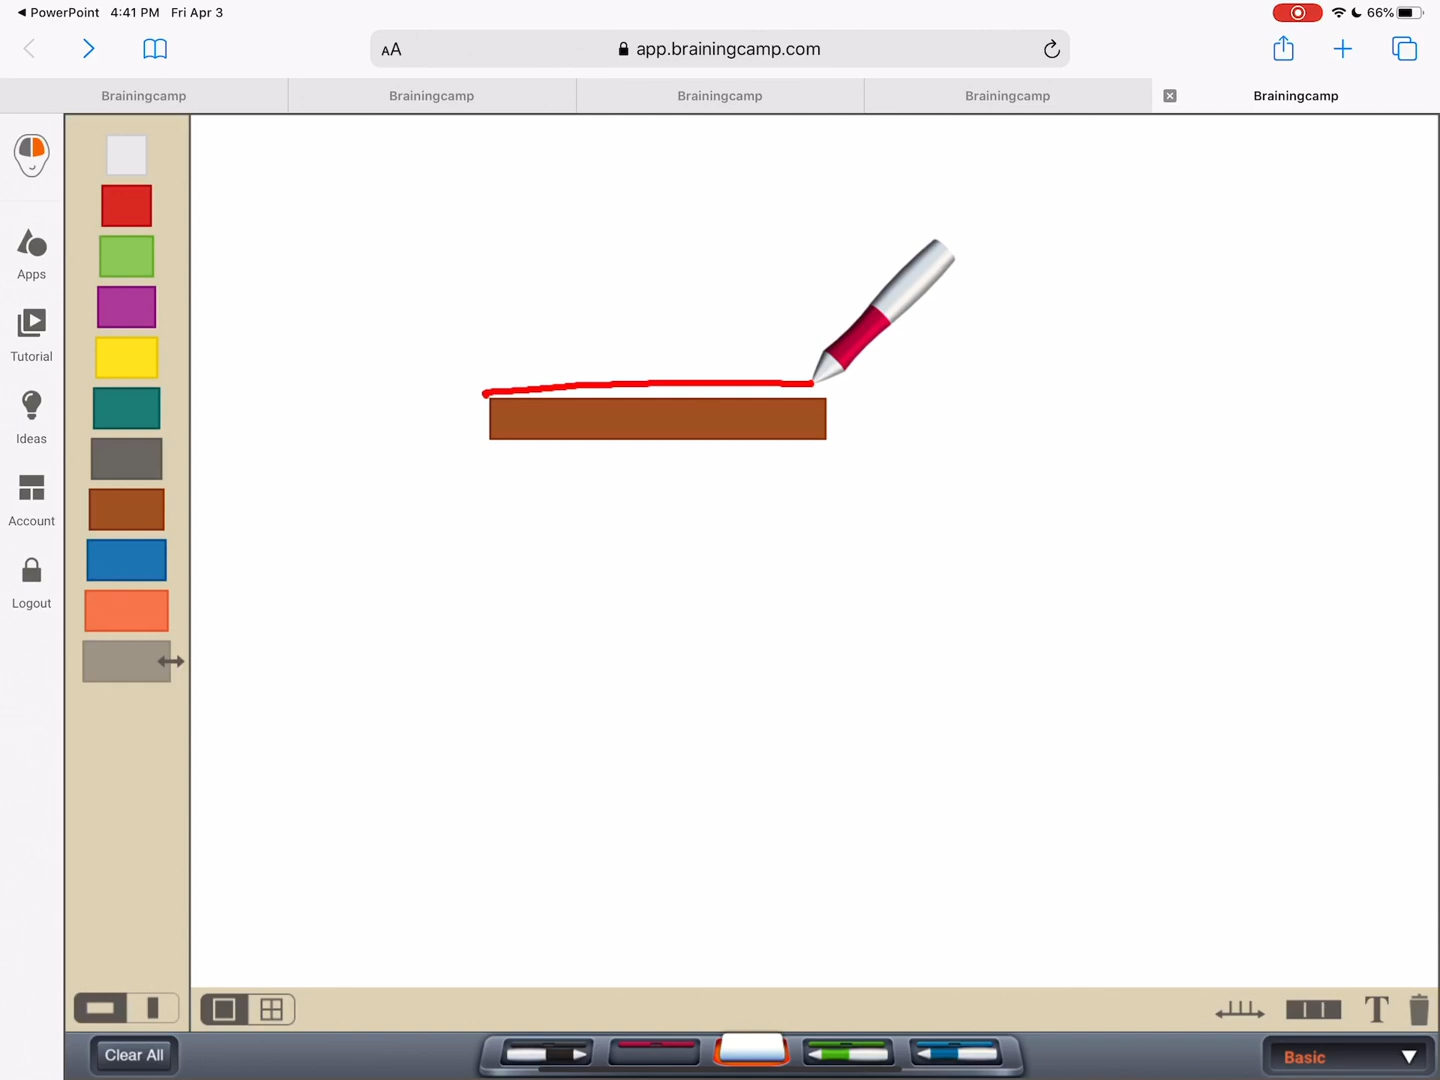 PowerPoint 4:41 PM Fri Apr 3 66%
AA app.brainingcamp.com
Brainingcamp Brainingcamp Brainingcamp Brainingcamp Brainingcamp
Apps
Tutorial
Ideas
Account
Logout
T
Clear All Basic